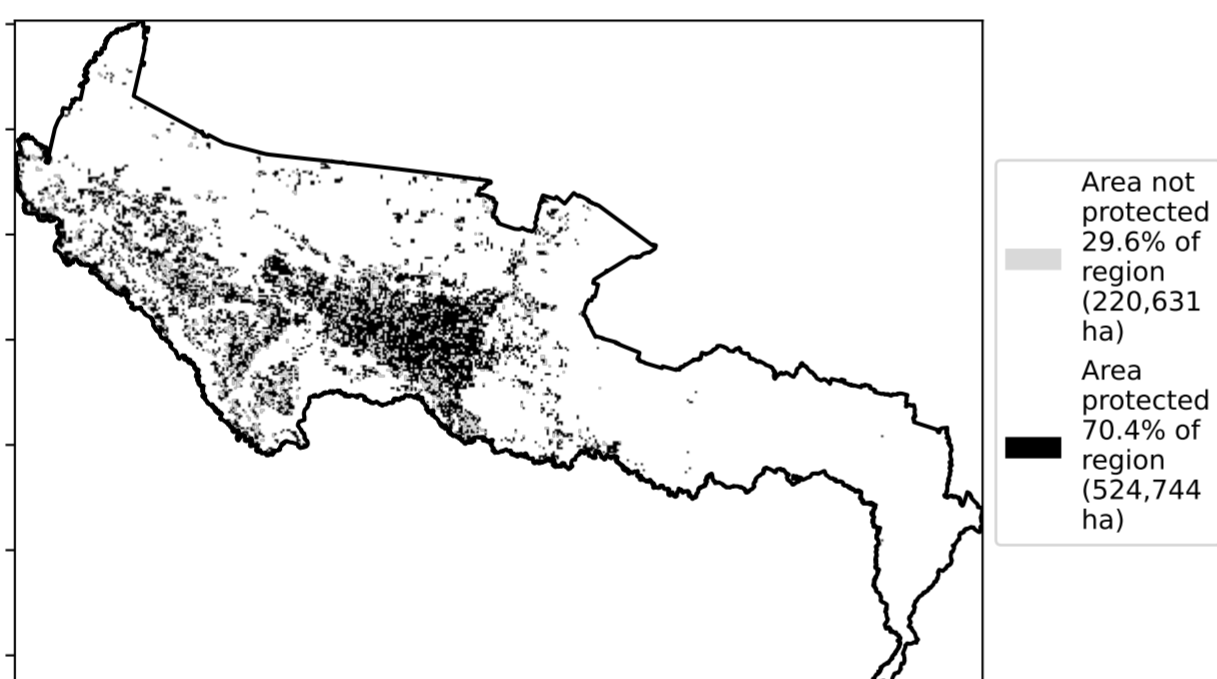 Area not
protected
29.6% of
region
(220,631
ha)
Area
protected
70.4% of
region
(524,744
ha)